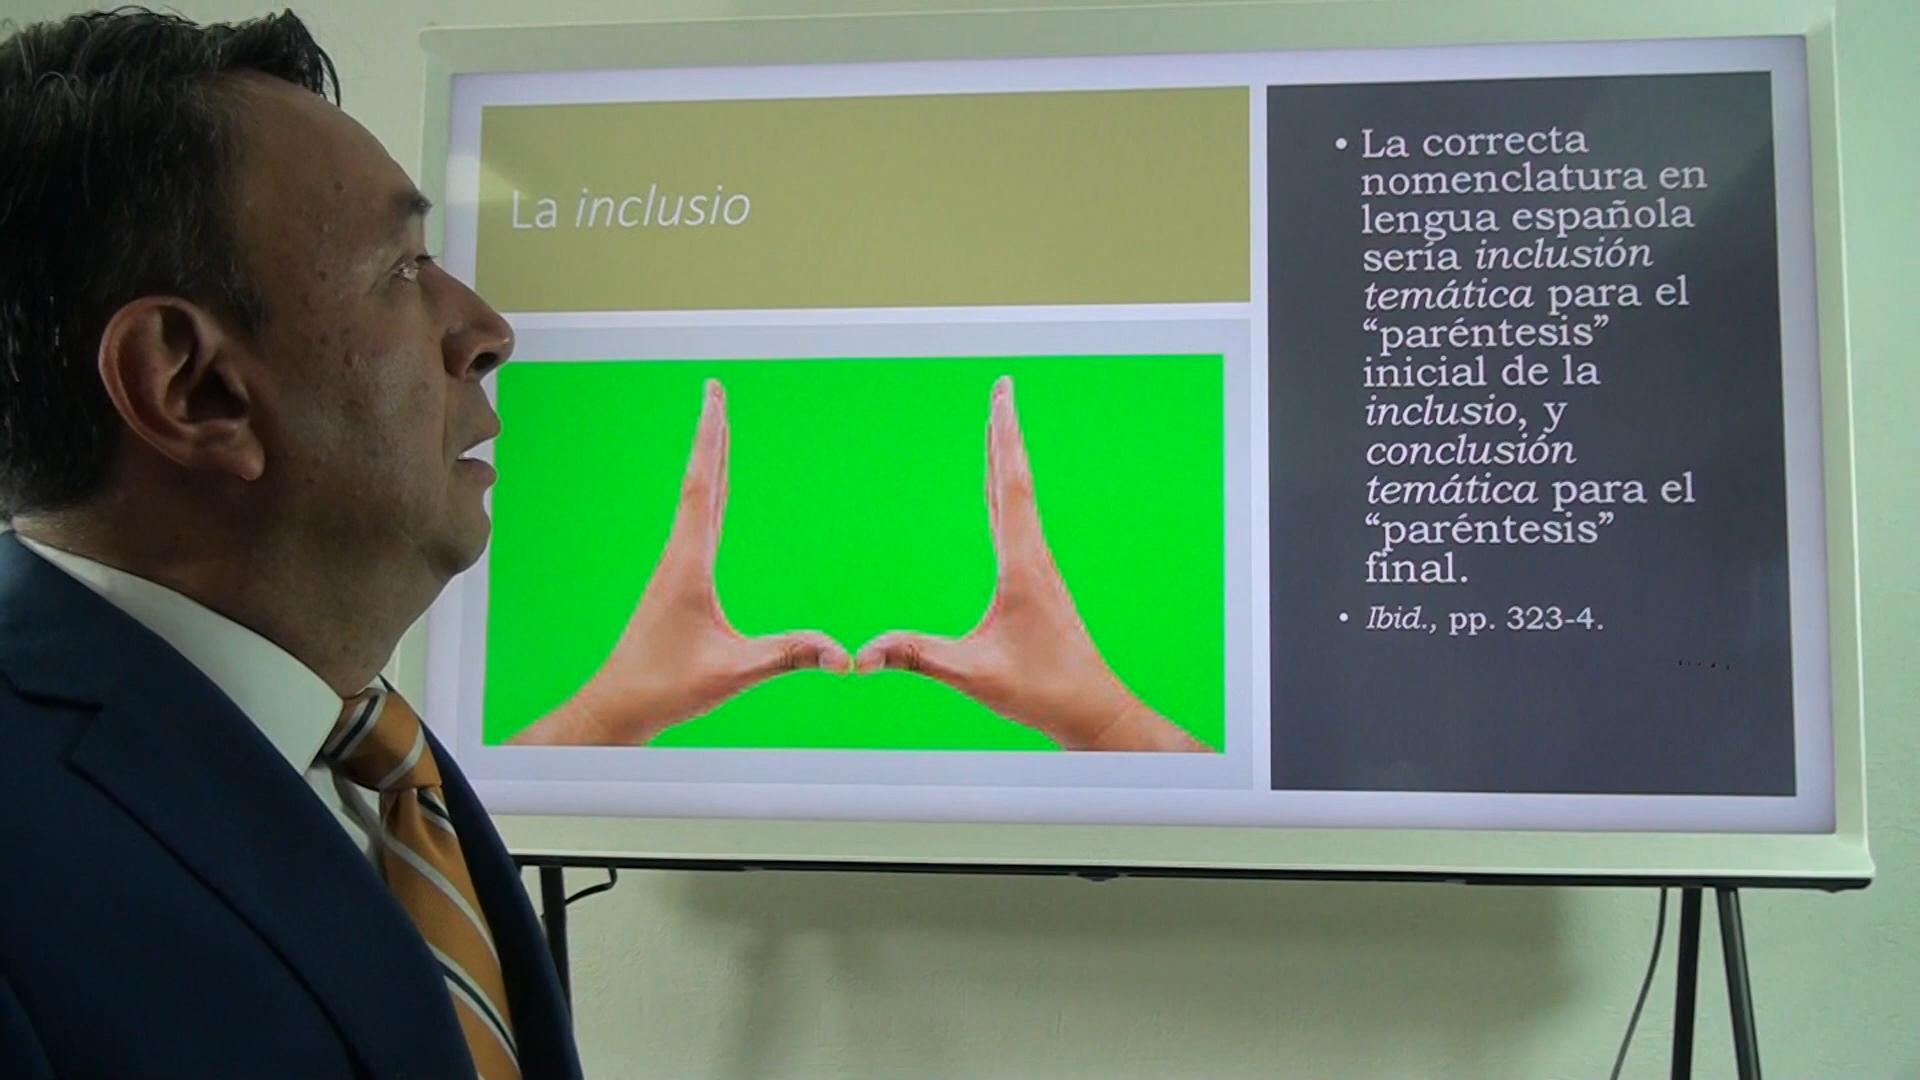 La inclusio
• La correcta
nomenclatura en
lengua española
sería inclusión
temática para el
“paréntesis”
inicial de la
inclusio, y
conclusión
temática para el
“paréntesis”
final.
• Ibid., pp. 323-4.